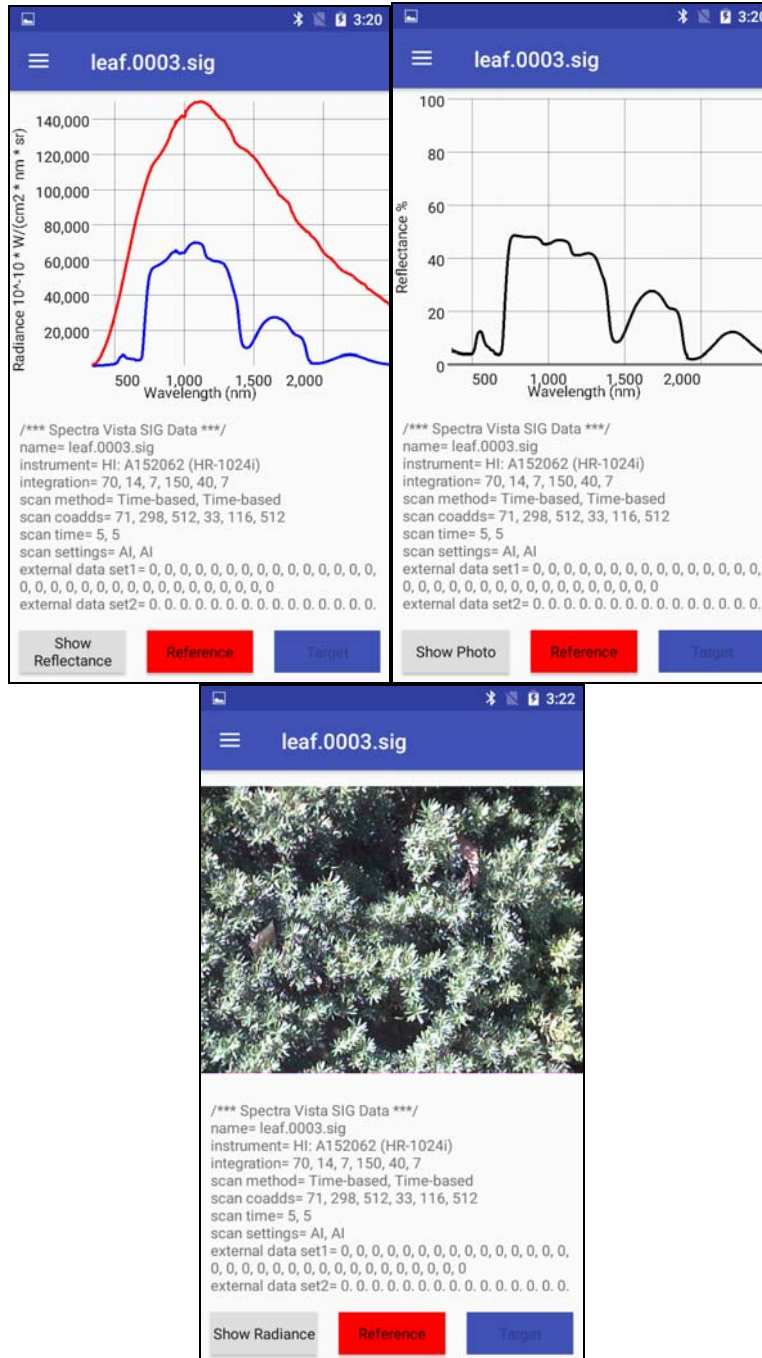 3:20
leaf.0003.sig
140,000
120,000
100,000
80,000
60,000
40,000
20,000
Radiance 10^-10 * W/(cm2 * nm * sr)
500 1,000 1,500 2,000
Wavelength (nm)
/*** Spectra Vista SIG Data ***/
name= leaf.0003.sig
instrument= HI: A152062 (HR-1024i)
integration= 70, 14, 7, 150, 40, 7
scan method= Time-based, Time-based
scan coadds= 71, 298, 512, 33, 116, 512
scan time= 5, 5
scan settings= AI, AI
external data set1= 0, 0, 0, 0, 0, 0, 0, 0, 0, 0, 0, 0, 0, 0, 0,
0, 0, 0, 0, 0, 0, 0, 0, 0, 0, 0, 0, 0, 0, 0, 0, 0
external data set2= 0. 0. 0. 0. 0. 0. 0. 0. 0. 0. 0. 0. 0. 0. 0.
Show
Reflectance
Reference
Target
3:20
leaf.0003.sig
100
80
60
40
20
0
Reflectance %
500 1,000 1,500 2,000
Wavelength (nm)
/*** Spectra Vista SIG Data ***/
name= leaf.0003.sig
instrument= HI: A152062 (HR-1024i)
integration= 70, 14, 7, 150, 40, 7
scan method= Time-based, Time-based
scan coadds= 71, 298, 512, 33, 116, 512
scan time= 5, 5
scan settings= AI, AI
external data set1= 0, 0, 0, 0, 0, 0, 0, 0, 0, 0, 0, 0, 0, 0, 0,
0, 0, 0, 0, 0, 0, 0, 0, 0, 0, 0, 0, 0, 0, 0, 0, 0
external data set2= 0. 0. 0. 0. 0. 0. 0. 0. 0. 0. 0. 0. 0. 0. 0.
Show Photo
Reference
Target
3:22
leaf.0003.sig
/*** Spectra Vista SIG Data ***/
name= leaf.0003.sig
instrument= HI: A152062 (HR-1024i)
integration= 70, 14, 7, 150, 40, 7
scan method= Time-based, Time-based
scan coadds= 71, 298, 512, 33, 116, 512
scan time= 5, 5
scan settings= AI, AI
external data set1= 0, 0, 0, 0, 0, 0, 0, 0, 0, 0, 0, 0, 0, 0, 0,
0, 0, 0, 0, 0, 0, 0, 0, 0, 0, 0, 0, 0, 0, 0, 0, 0
external data set2= 0. 0. 0. 0. 0. 0. 0. 0. 0. 0. 0. 0. 0. 0. 0.
Show Radiance
Reference
Target